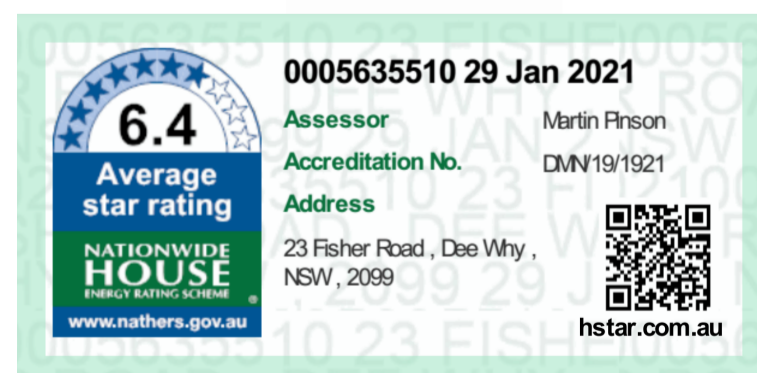 0005635510 29 Jan 2021
6.4
Average
star rating
NATIONWIDE
HOUSE
ENERGY RATING SCHEME ®
www.nathers.gov.au
Assessor Martin Pinson
Accreditation No. DMN/19/1921
Address
23 Fisher Road , Dee Why ,
NSW , 2099
hstar.com.au